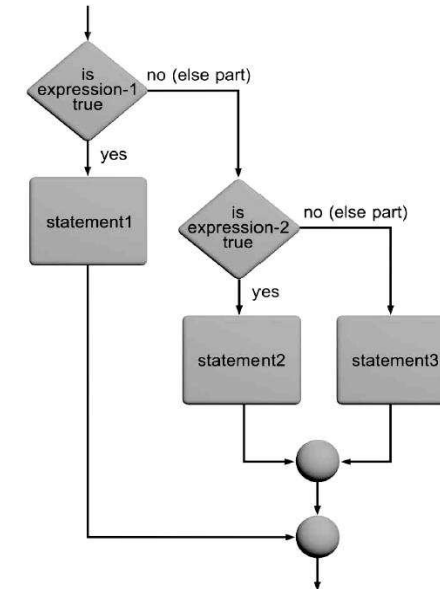 is
expression-1
true
no (else part)
yes
statement1
is
expression-2
true
no (else part)
yes
statement2
statement3